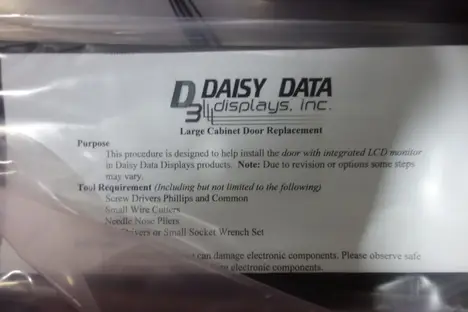 D3 DAISY DATA
displays, inc.
Large Cabinet Door Replacement
Purpose
This procedure is designed to help install the door with integrated LCD monitor
in Daisy Data Displays products. Note: Due to revision or options some steps
may vary.
Tool Requirement (Including but not limited to the following)
Screw Drivers Phillips and Common
Small Wire Cutters
Needle Nose Pliers
Drivers or Small Socket Wrench Set
can damage electronic components. Please observe safe
electronic components.